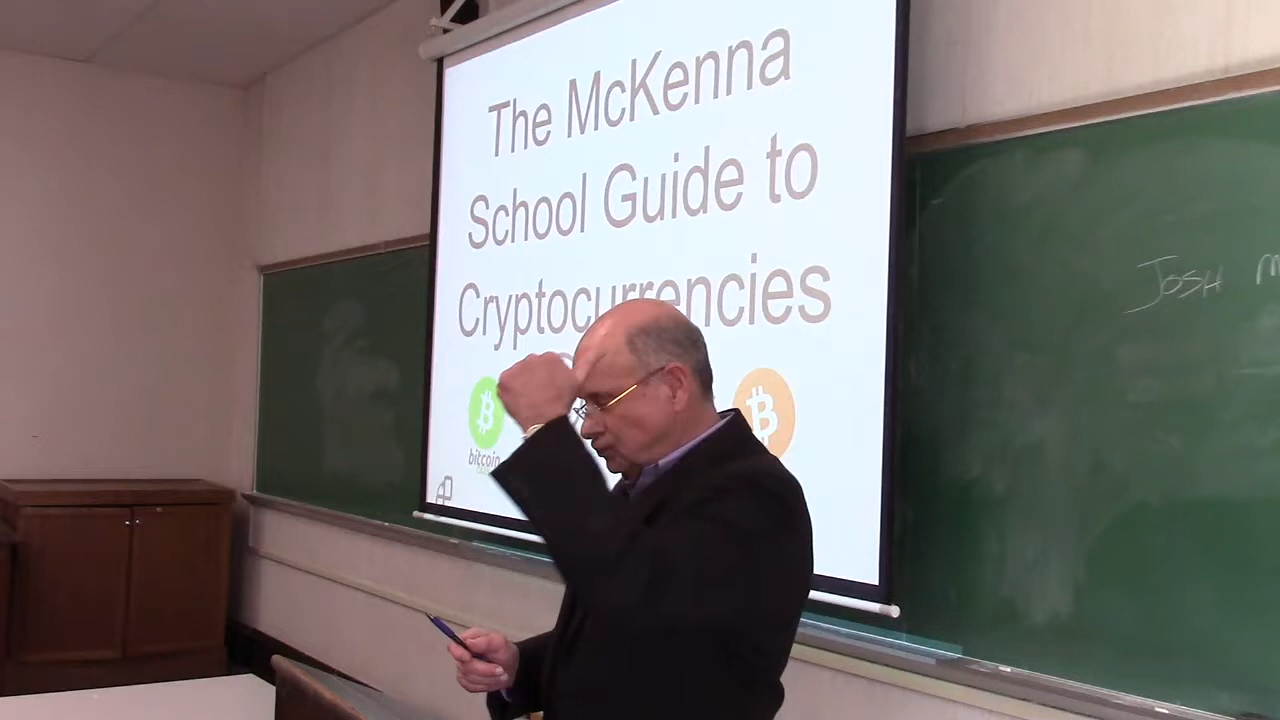 The McKenna
School Guide to
Cryptocurrencies
bitcoin
JOSH